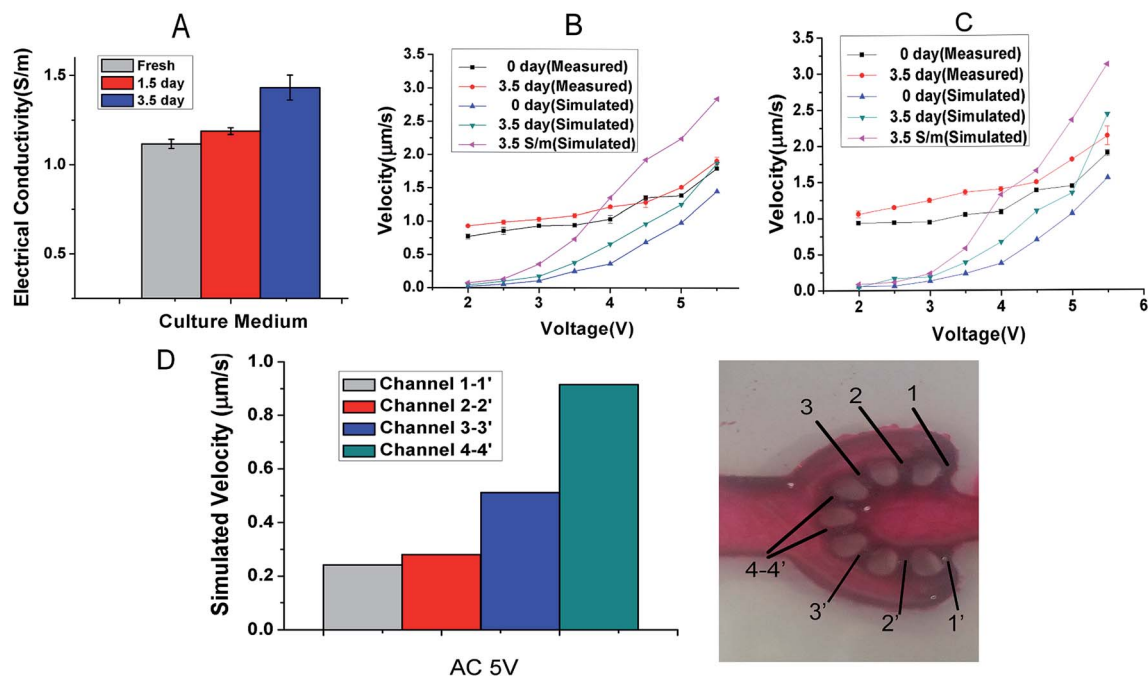 A
Electrical Conductivity(S/m)
1.5
1.0
0.5
Fresh
1.5 day
3.5 day
Culture Medium
B
Velocity(μm/s)
3.5
3.0
2.5
2.0
1.5
1.0
0.5
0.0
0 day(Measured)
3.5 day(Measured)
0 day(Simulated)
3.5 day(Simulated)
3.5 S/m(Simulated)
2 3 4 5
Voltage(V)
C
Velocity(μm/s)
3.5
3.0
2.5
2.0
1.5
1.0
0.5
0.0
0 day(Measured)
3.5 day(Measured)
0 day(Simulated)
3.5 day(Simulated)
3.5 S/m(Simulated)
2 3 4 5 6
Voltage(V)
D
Simulated Velocity (μm/s)
1.0
0.8
0.6
0.4
0.2
0.0
Channel 1-1'
Channel 2-2'
Channel 3-3'
Channel 4-4'
AC 5V
3 2 1
4-4'
3' 2' 1'